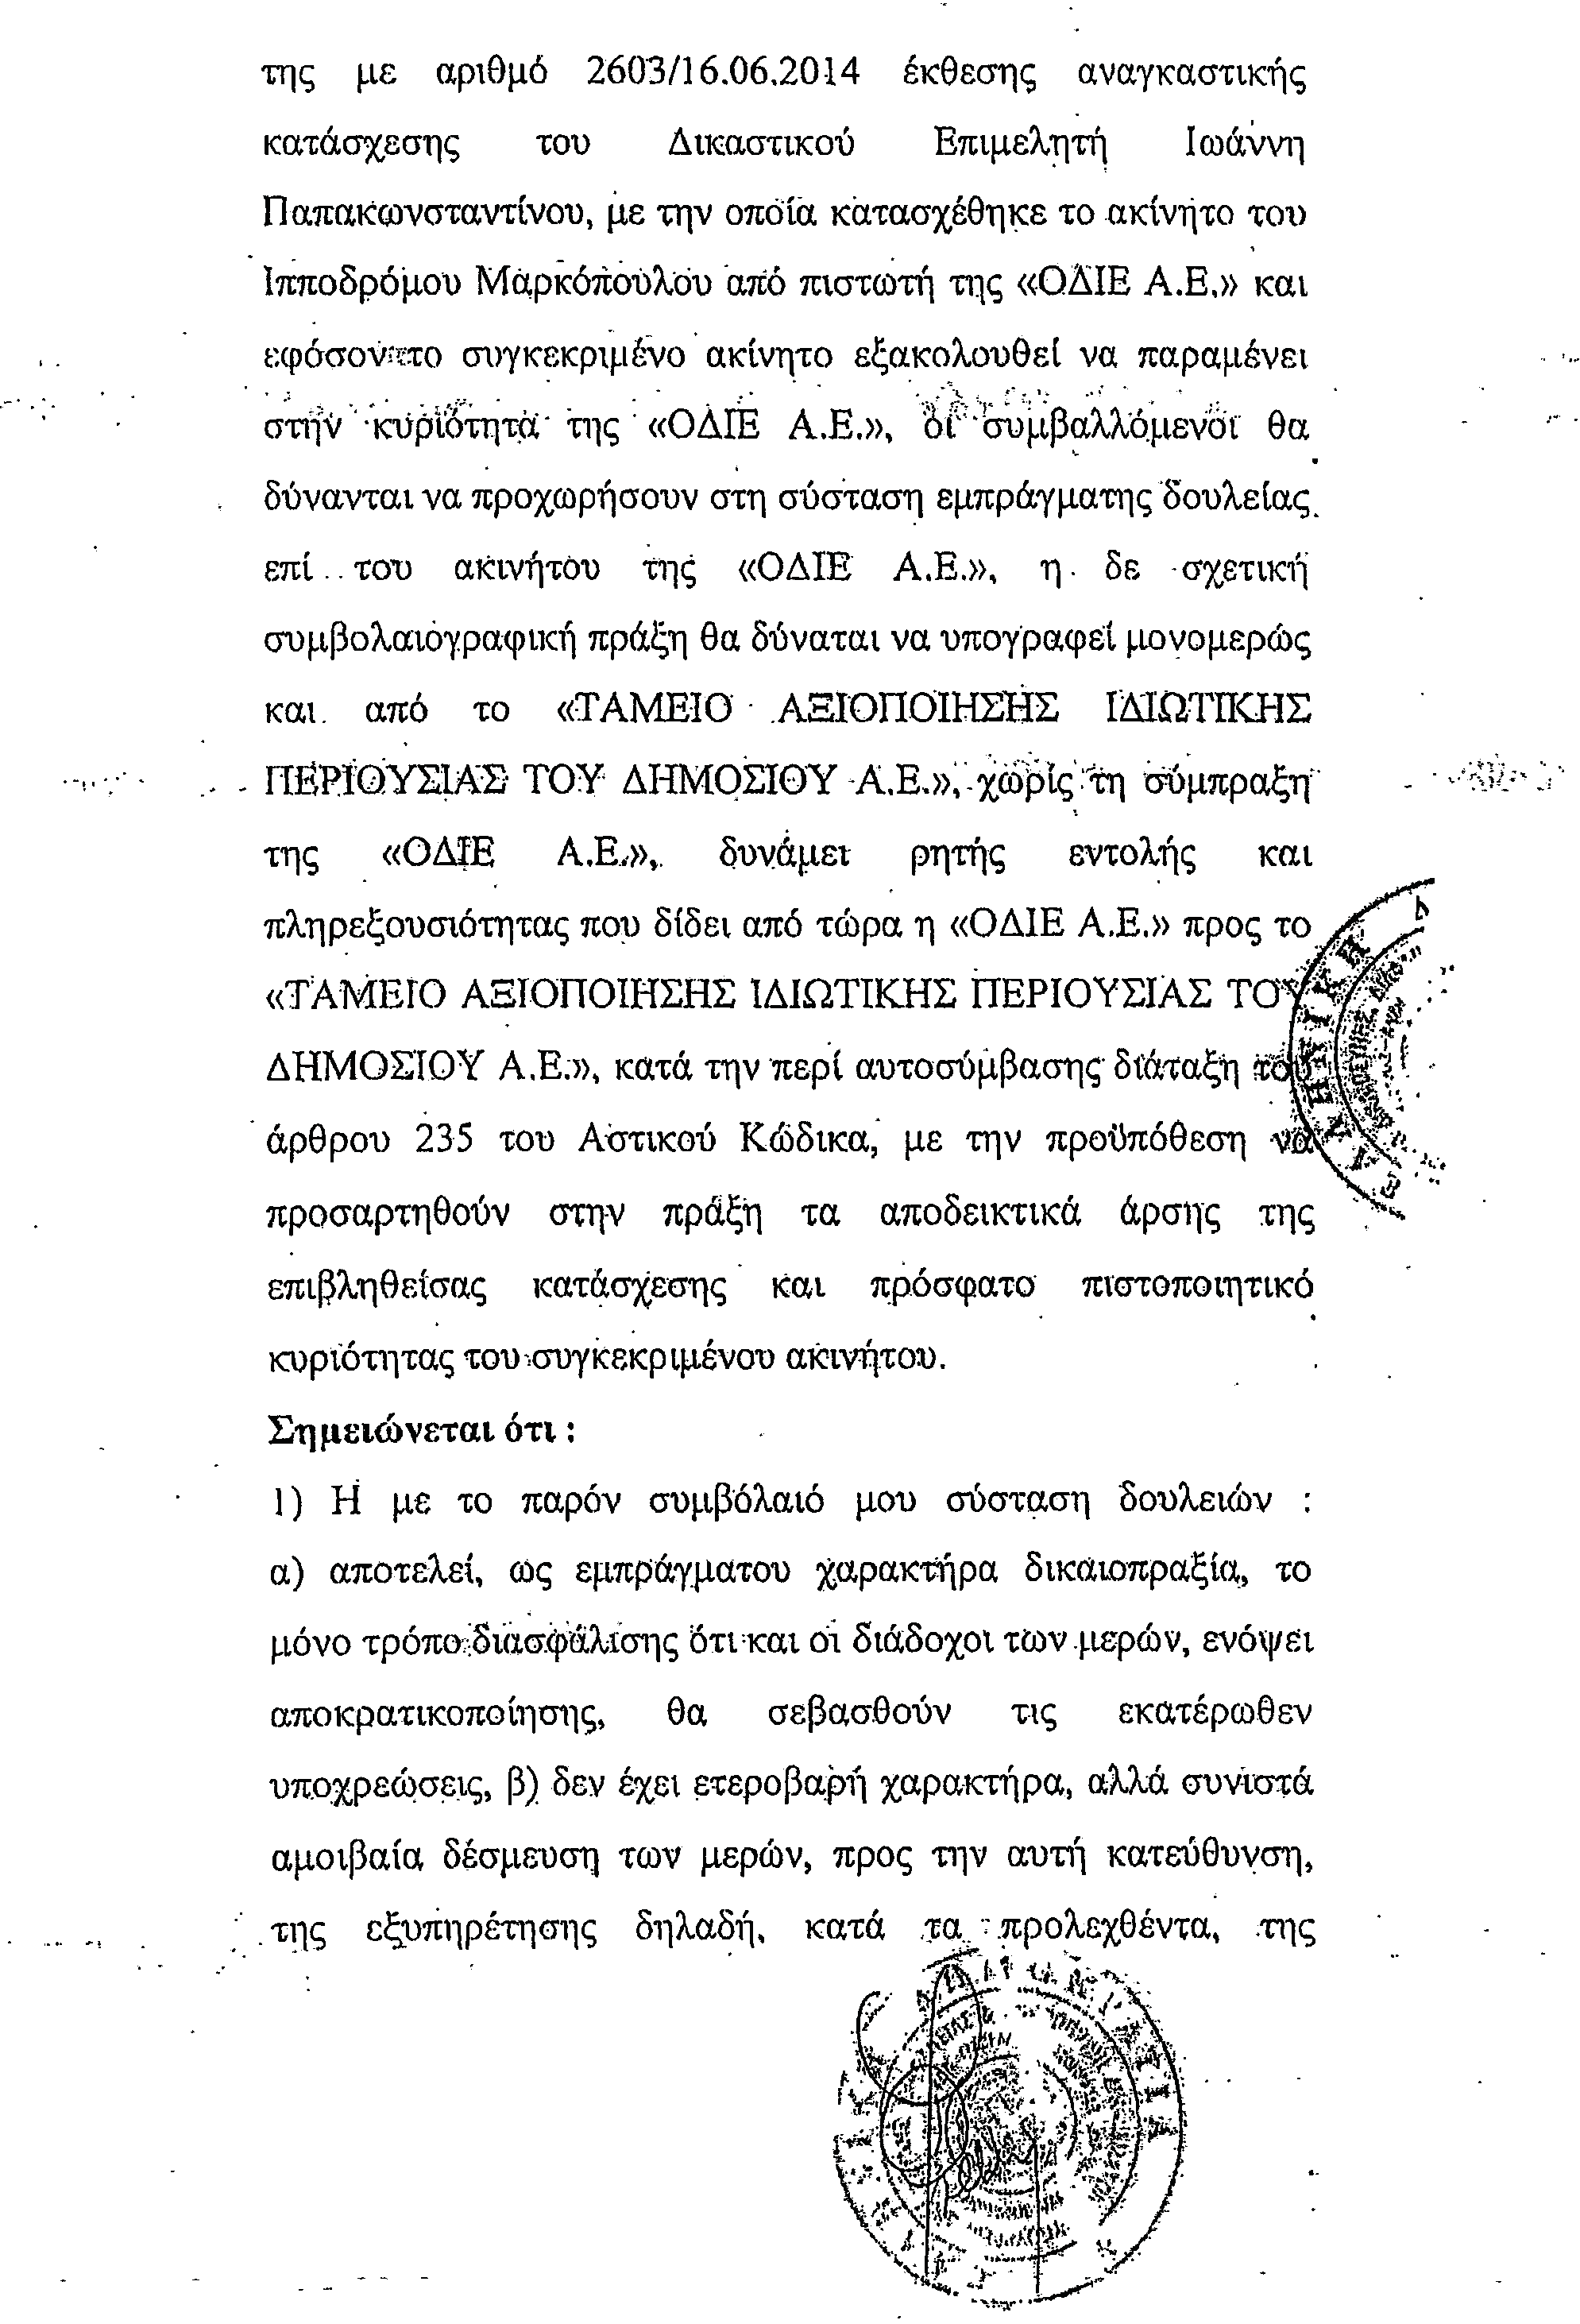 της με αριθμό 2603/16.06.2014 έκθεσης αναγκαστικής
κατάσχεσης του Δικαστικού Επιμελητή Ιωάννη
Παπακωνσταντίνου, με την οποία κατασχέθηκε το ακίνητο του
Ιπποδρόμου Μαρκόπουλου από πιστωτή της «ΟΔΙΕ Α.Ε.» και
εφόσον το συγκεκριμένο ακίνητο εξακολουθεί να παραμένει
στην κυριότητα της «ΟΔΙΕ Α.Ε.», οι συμβαλλόμενοι θα
δύνανται να προχωρήσουν στη σύσταση εμπράγματης δουλείας
επί του ακινήτου της «ΟΔΙΕ Α.Ε.», η δε σχετική
συμβολαιογραφική πράξη θα δύναται να υπογραφεί μονομερώς
και από το «ΤΑΜΕΙΟ ΑΞΙΟΠΟΙΗΣΗΣ ΙΔΙΩΤΙΚΗΣ
ΠΕΡΙΟΥΣΙΑΣ ΤΟΥ ΔΗΜΟΣΙΟΥ Α.Ε.», χωρίς τη σύμπραξη
της «ΟΔΙΕ Α.Ε.», δυνάμει ρητής εντολής και
πληρεξουσιότητας που δίδει από τώρα η «ΟΔΙΕ Α.Ε.» προς το
«ΤΑΜΕΙΟ ΑΞΙΟΠΟΙΗΣΗΣ ΙΔΙΩΤΙΚΗΣ ΠΕΡΙΟΥΣΙΑΣ ΤΟΥ
ΔΗΜΟΣΙΟΥ Α.Ε.», κατά την περί αυτοσύμβασης διάταξη του
άρθρου 235 του Αστικού Κώδικα, με την προϋπόθεση να
προσαρτηθούν στην πράξη τα αποδεικτικά άρσης της
επιβληθείσας κατάσχεσης και πρόσφατο πιστοποιητικό
κυριότητας του συγκεκριμένου ακινήτου.
Σημειώνεται ότι :
1) Η με το παρόν συμβόλαιό μου σύσταση δουλειών :
α) αποτελεί, ως εμπράγματου χαρακτήρα δικαιοπραξία, το
μόνο τρόπο διασφάλισης ότι και οι διάδοχοι των μερών, ενόψει
αποκρατικοποίησης, θα σεβασθούν τις εκατέρωθεν
υποχρεώσεις, β) δεν έχει ετεροβαρή χαρακτήρα, αλλά συνιστά
αμοιβαία δέσμευση των μερών, προς την αυτή κατεύθυνση,
της εξυπηρέτησης δηλαδή, κατά τα προλεχθέντα, της